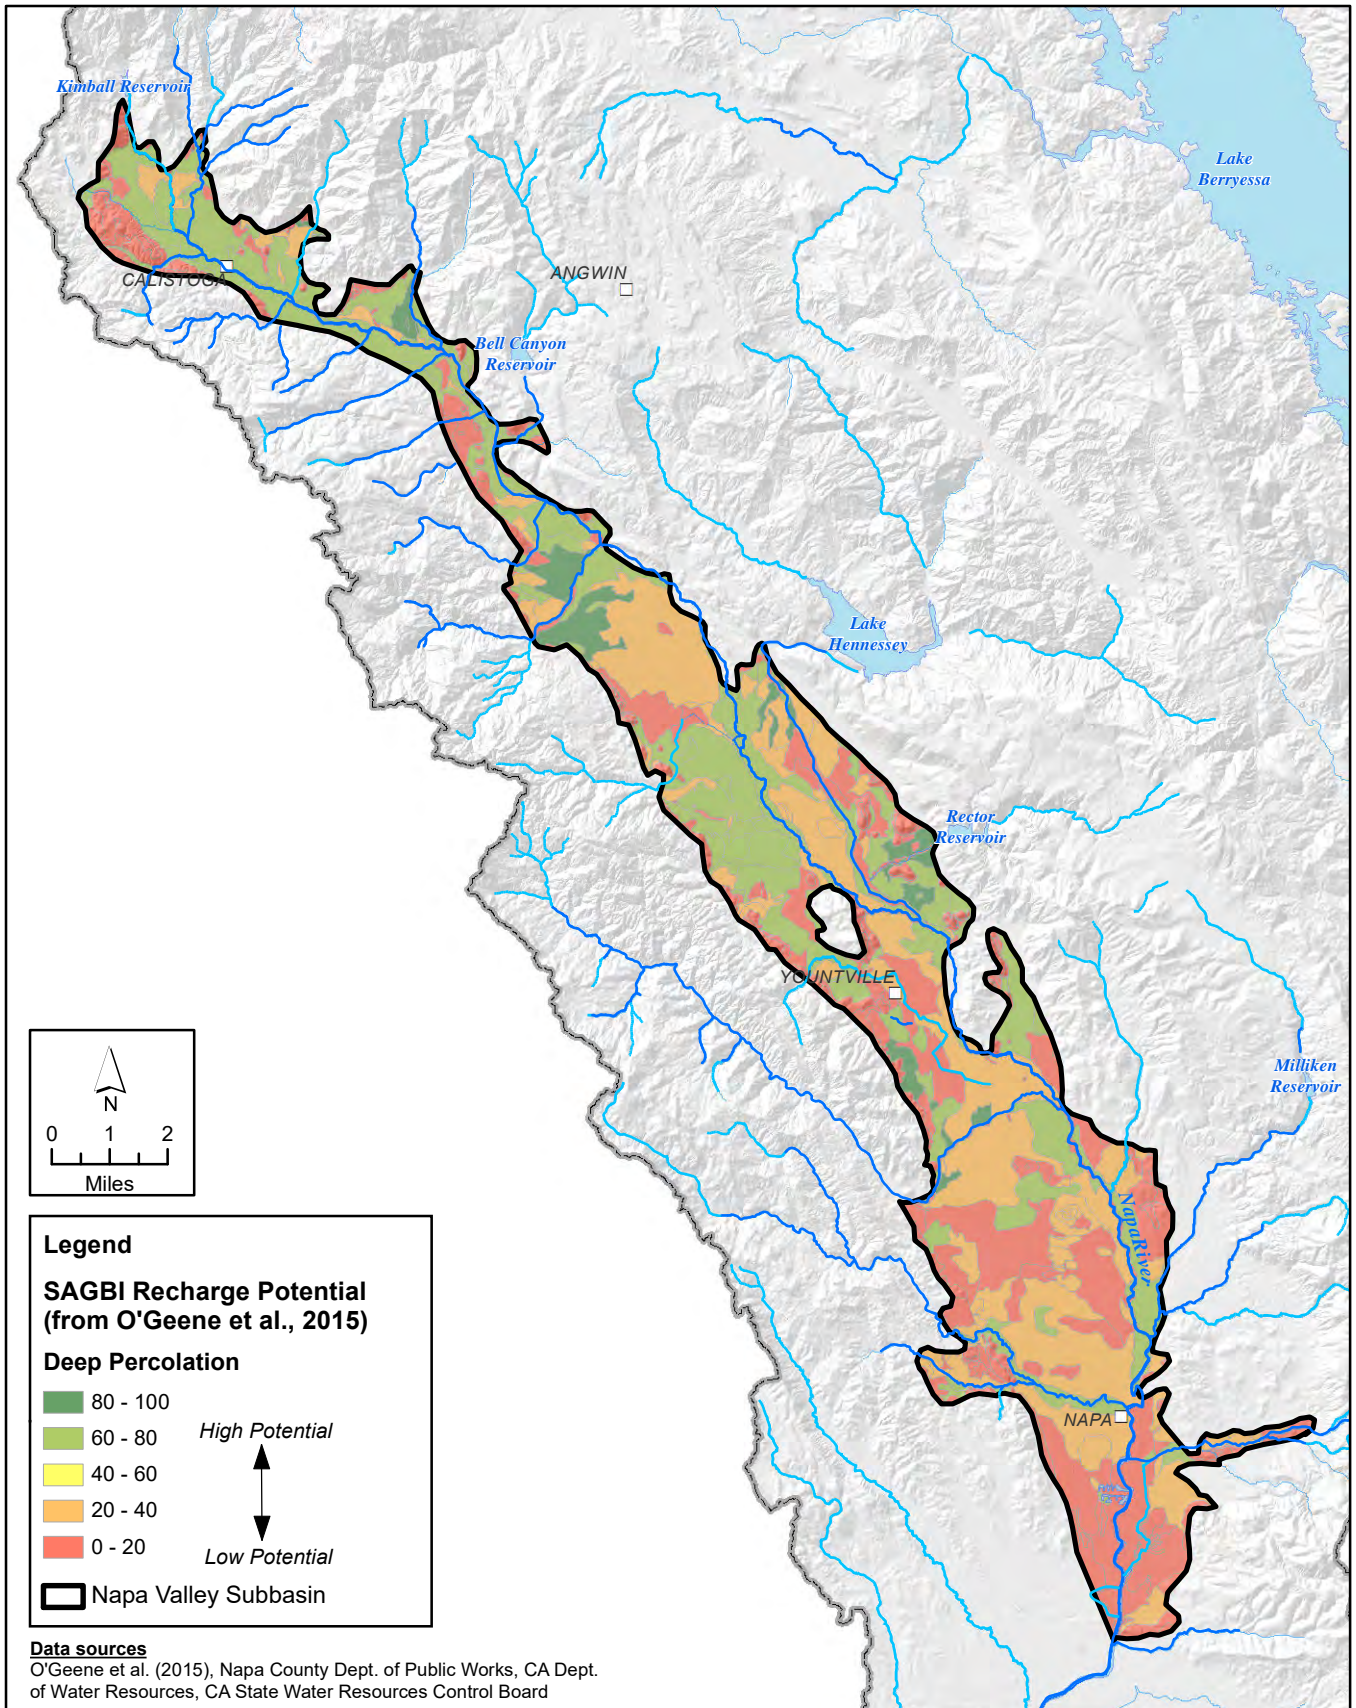 Kimball Reservoir
Lake
Berryessa
CALISTOGA
ANGWIN
Bell Canyon
Reservoir
Lake
Hennessey
Rector
Reservoir
YOUNTVILLE
Milliken
Reservoir
NapaRiver
NAPA
N
0 1 2
Miles
Legend
SAGBI Recharge Potential
(from O'Geene et al., 2015)
Deep Percolation
80 - 100
60 - 80
40 - 60
20 - 40
0 - 20
High Potential
Low Potential
Napa Valley Subbasin
Data sources
O'Geene et al. (2015), Napa County Dept. of Public Works, CA Dept.
of Water Resources, CA State Water Resources Control Board